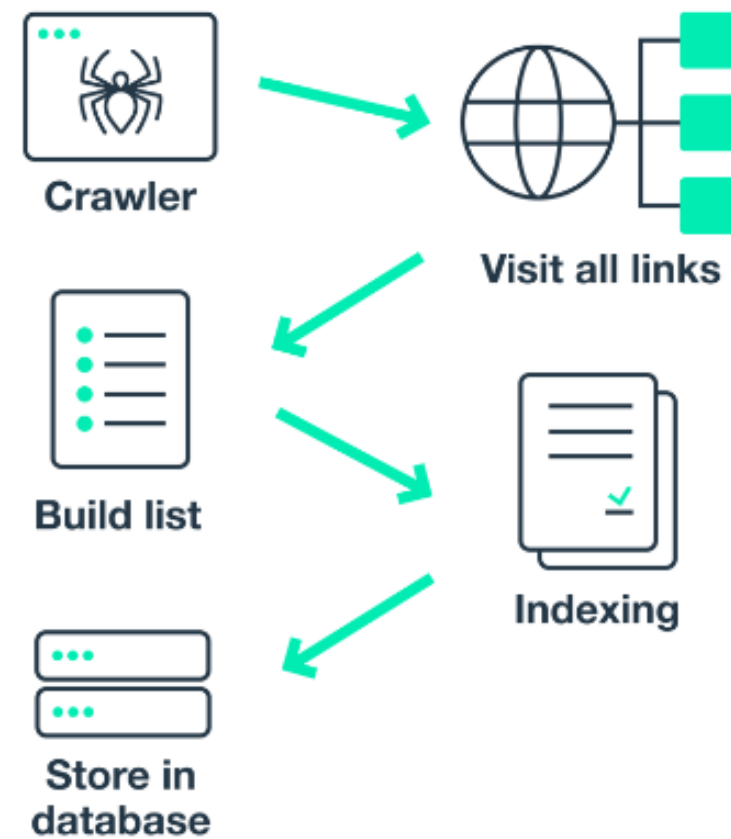 Crawler
Visit all links
Build list
Indexing
Store in
database